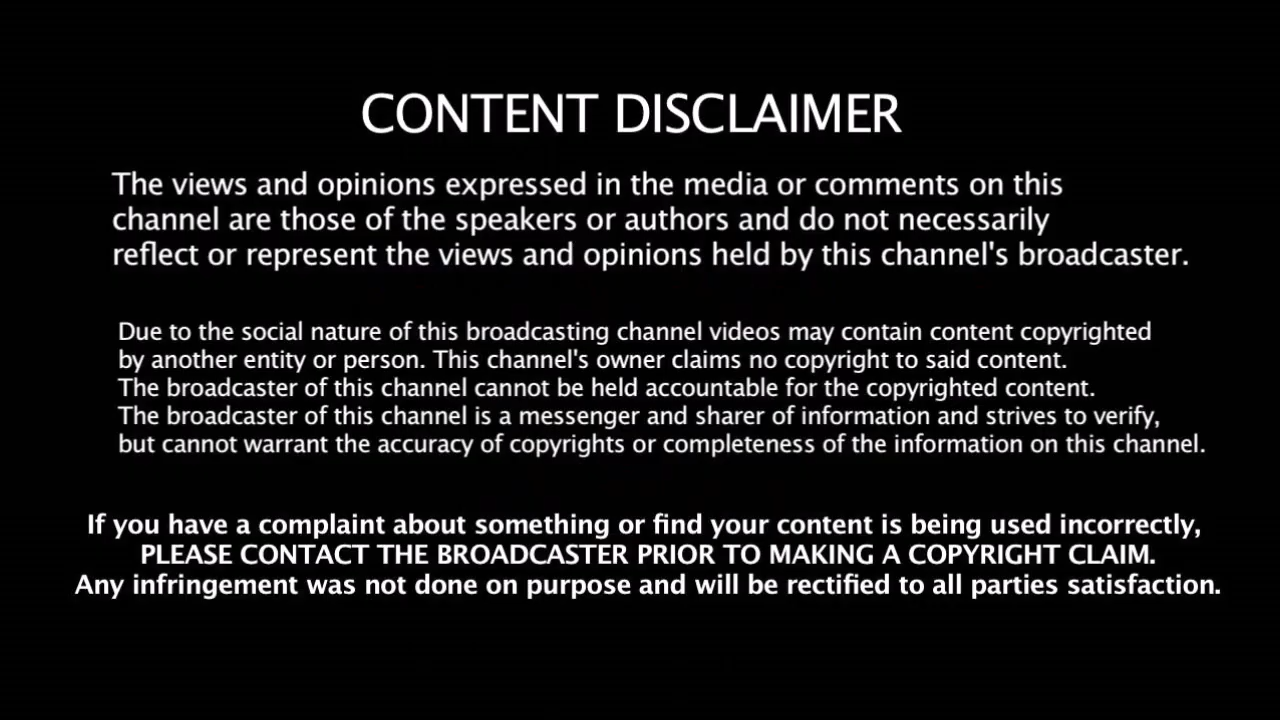 CONTENT DISCLAIMER
The views and opinions expressed in the media or comments on this
channel are those of the speakers or authors and do not necessarily
reflect or represent the views and opinions held by this channel's broadcaster.
Due to the social nature of this broadcasting channel videos may contain content copyrighted
by another entity or person. This channel's owner claims no copyright to said content.
The broadcaster of this channel cannot be held accountable for the copyrighted content.
The broadcaster of this channel is a messenger and sharer of information and strives to verify,
but cannot warrant the accuracy of copyrights or completeness of the information on this channel.
If you have a complaint about something or find your content is being used incorrectly,
PLEASE CONTACT THE BROADCASTER PRIOR TO MAKING A COPYRIGHT CLAIM.
Any infringement was not done on purpose and will be rectified to all parties satisfaction.